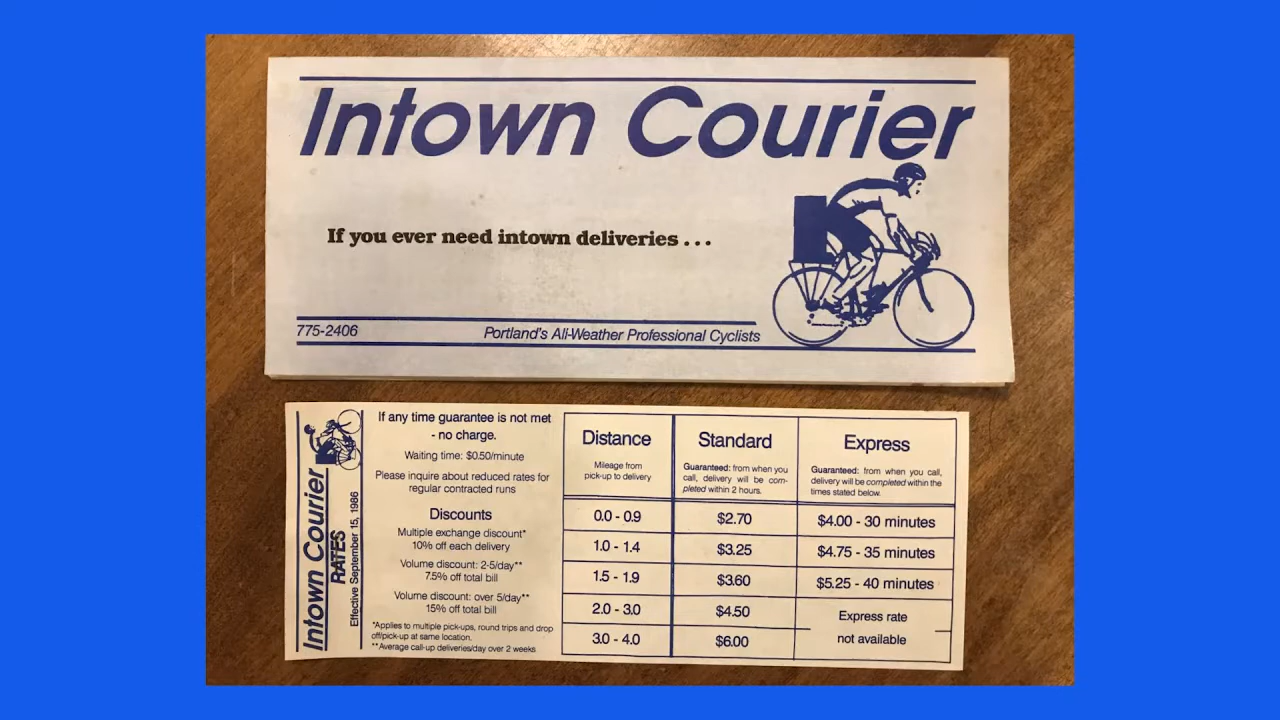 Intown Courier
If you ever need intown deliveries . . .
775-2406
Portland's All-Weather Professional Cyclists
Intown Courier
RATES
Effective September 15, 1986
If any time guarantee is not met
- no charge.
Waiting time: $0.50/minute
Please inquire about reduced rates for
regular contracted runs
Discounts
Multiple exchange discount*
10% off each delivery
Volume discount: 2-5/day**
7.5% off total bill
Volume discount: over 5/day**
15% off total bill
*Applies to multiple pick-ups, round trips and drop
off/pick-up at same location.
**Average call-up deliveries/day over 2 weeks
Distance
Mileage from
pick-up to delivery
Standard
Guaranteed: from when you
call, delivery will be com-
pleted within 2 hours.
Express
Guaranteed: from when you call,
delivery will be completed within the
times stated below.
0.0 - 0.9 $2.70 $4.00 - 30 minutes
1.0 - 1.4 $3.25 $4.75 - 35 minutes
1.5 - 1.9 $3.60 $5.25 - 40 minutes
2.0 - 3.0 $4.50 Express rate
3.0 - 4.0 $6.00 not available